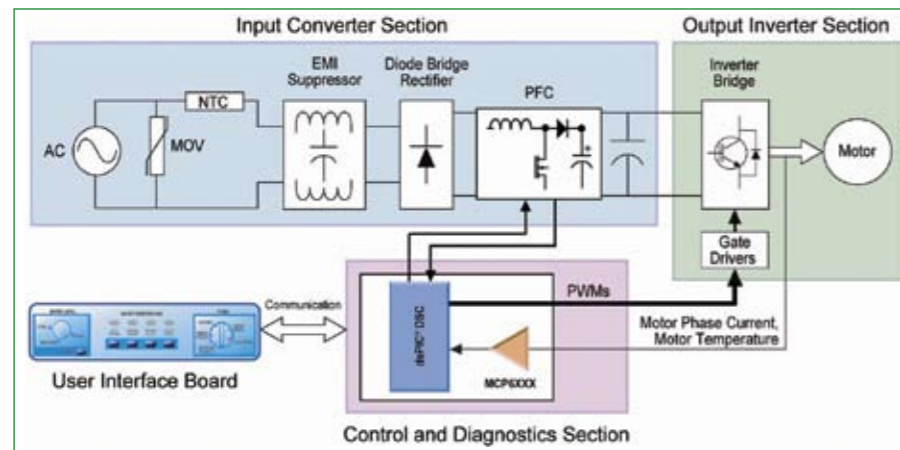 Input Converter Section
Output Inverter Section
EMI
Suppressor
Diode Bridge
Rectifier
PFC
Inverter
Bridge
NTC
AC
MOV
Motor
Gate
Drivers
PWMs
Communication
dsPIC® DSC
MCP6XXX
Motor Phase Current,
Motor Temperature
User Interface Board
Control and Diagnostics Section